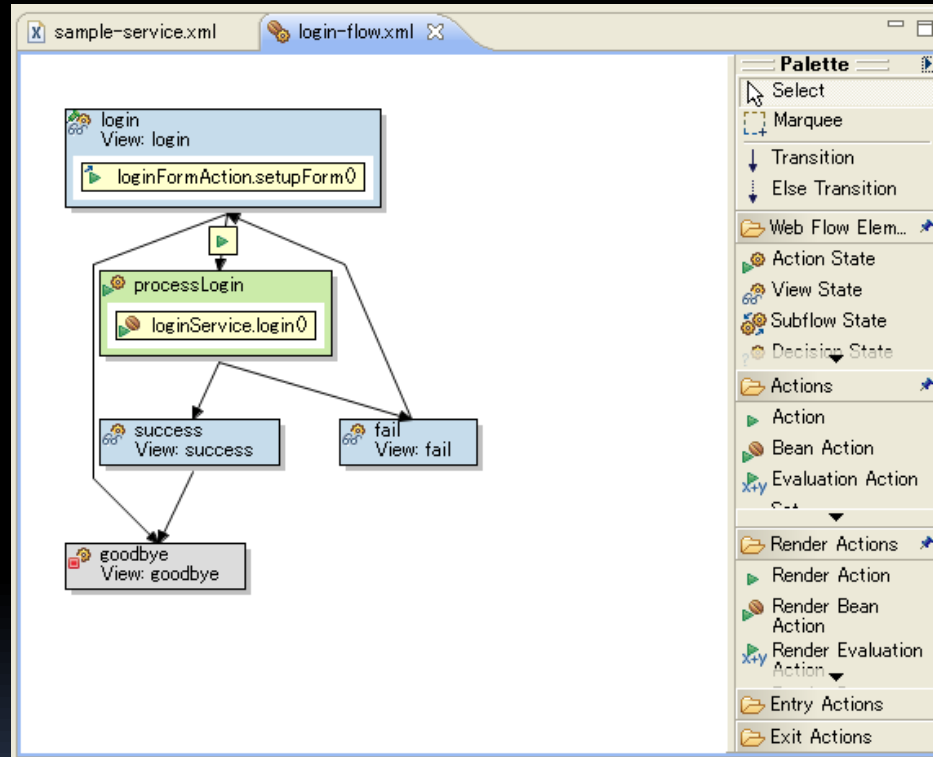 sample-service.xml
login-flow.xml
login
View: login
loginFormAction.setupForm()
processLogin
loginService.login()
success
View: success
fail
View: fail
goodbye
View: goodbye
Palette
Select
Marquee
Transition
Else Transition
Web Flow Elem...
Action State
View State
Subflow State
Decision State
Actions
Action
Bean Action
Evaluation Action
Render Actions
Render Action
Render Bean
Action
Render Evaluation
Action
Entry Actions
Exit Actions